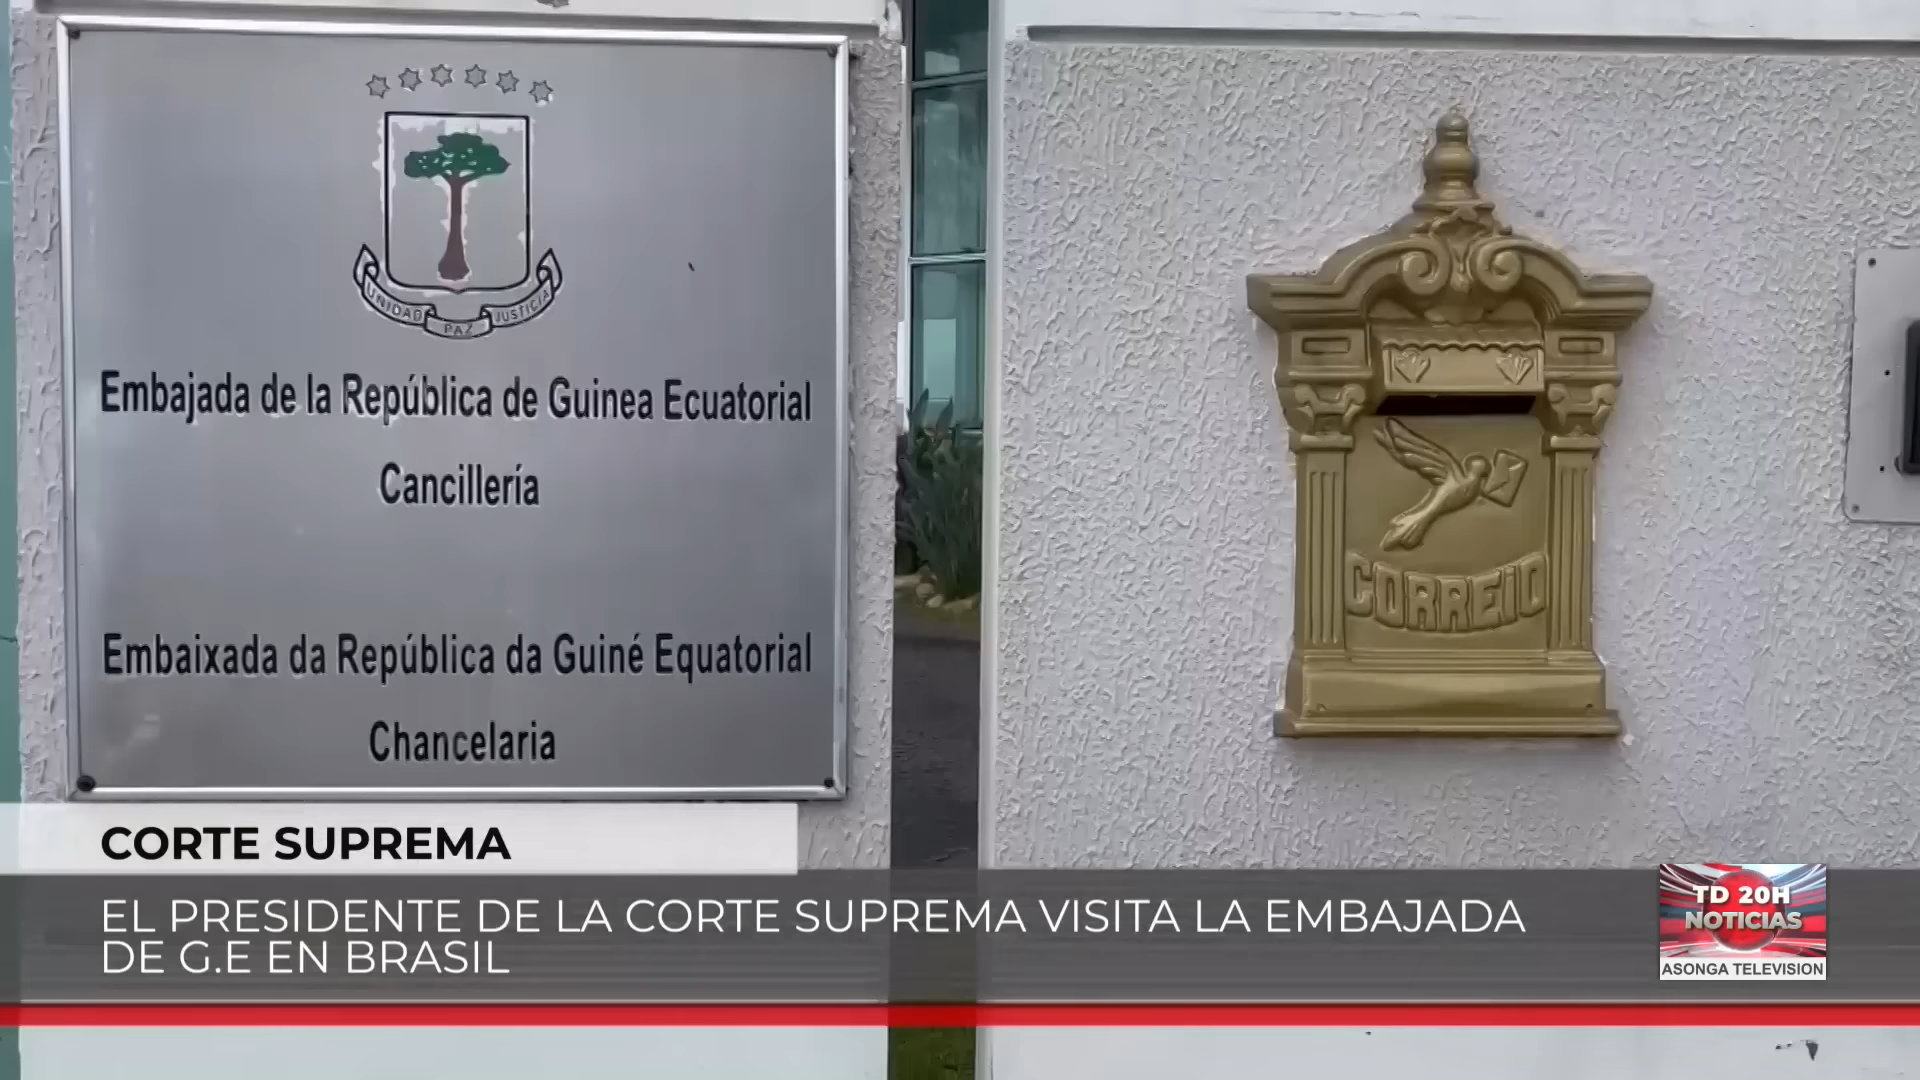 UNIDAD PAZ JUSTICIA
Embajada de la República de Guinea Ecuatorial
Cancillería
Embaixada da República da Guiné Equatorial
Chancelaria
CORREIO
CORTE SUPREMA
EL PRESIDENTE DE LA CORTE SUPREMA VISITA LA EMBAJADA
DE G.E EN BRASIL
TD 20H
NOTICIAS
ASONGA TELEVISION